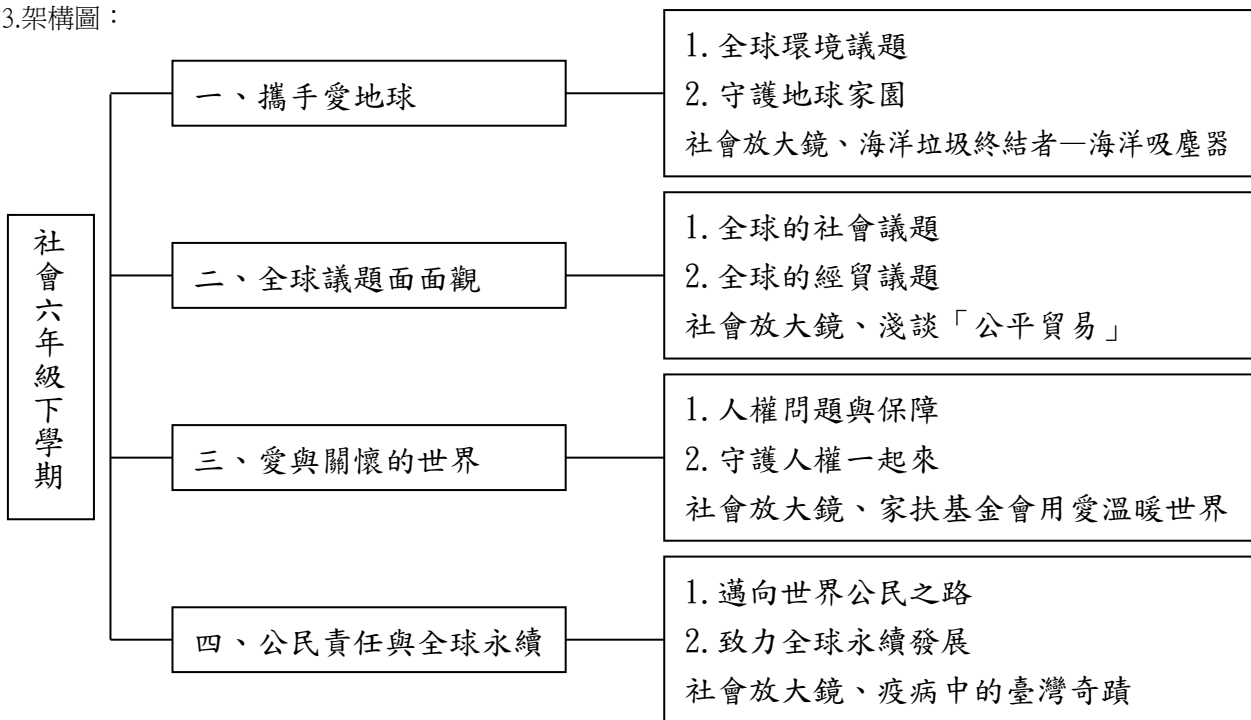 3.架構圖：
社會六年級下學期
一、攜手愛地球
1.全球環境議題
2.守護地球家園
社會放大鏡、海洋垃圾終結者—海洋吸塵器
二、全球議題面面觀
1.全球的社會議題
2.全球的經貿議題
社會放大鏡、淺談「公平貿易」
三、愛與關懷的世界
1.人權問題與保障
2.守護人權一起來
社會放大鏡、家扶基金會用愛溫暖世界
四、公民責任與全球永續
1.邁向世界公民之路
2.致力全球永續發展
社會放大鏡、疫病中的臺灣奇蹟